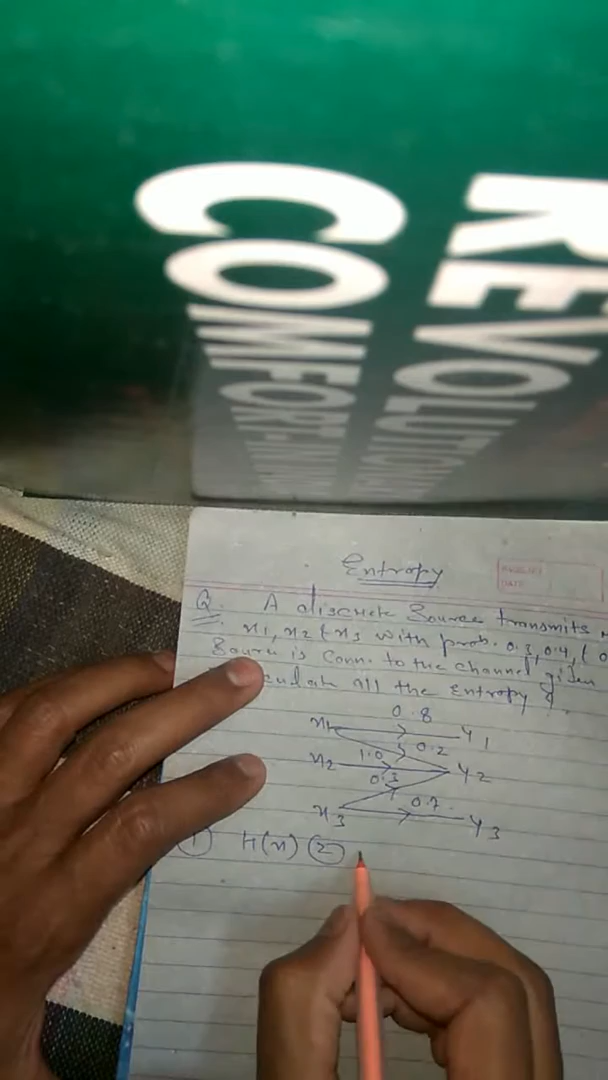 REVOLUTION
COMFORT
Entropy
Q. A discrete Source transmits
x1, x2 & x3 with prob. 0.3, 0.4, &
Source is Conn. to the channel given
all the Entropy
0.8
x1 y1
0.2
x2 1.0 y2
0.3
x3 0.7 y3
① H(x) ②